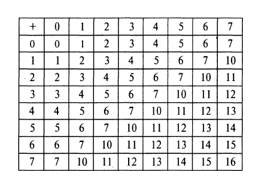 + 0 1 2 3 4 5 6 7
0 0 1 2 3 4 5 6 7
1 1 2 3 4 5 6 7 10
2 2 3 4 5 6 7 10 11
3 3 4 5 6 7 10 11 12
4 4 5 6 7 10 11 12 13
5 5 6 7 10 11 12 13 14
6 6 7 10 11 12 13 14 15
7 7 10 11 12 13 14 15 16